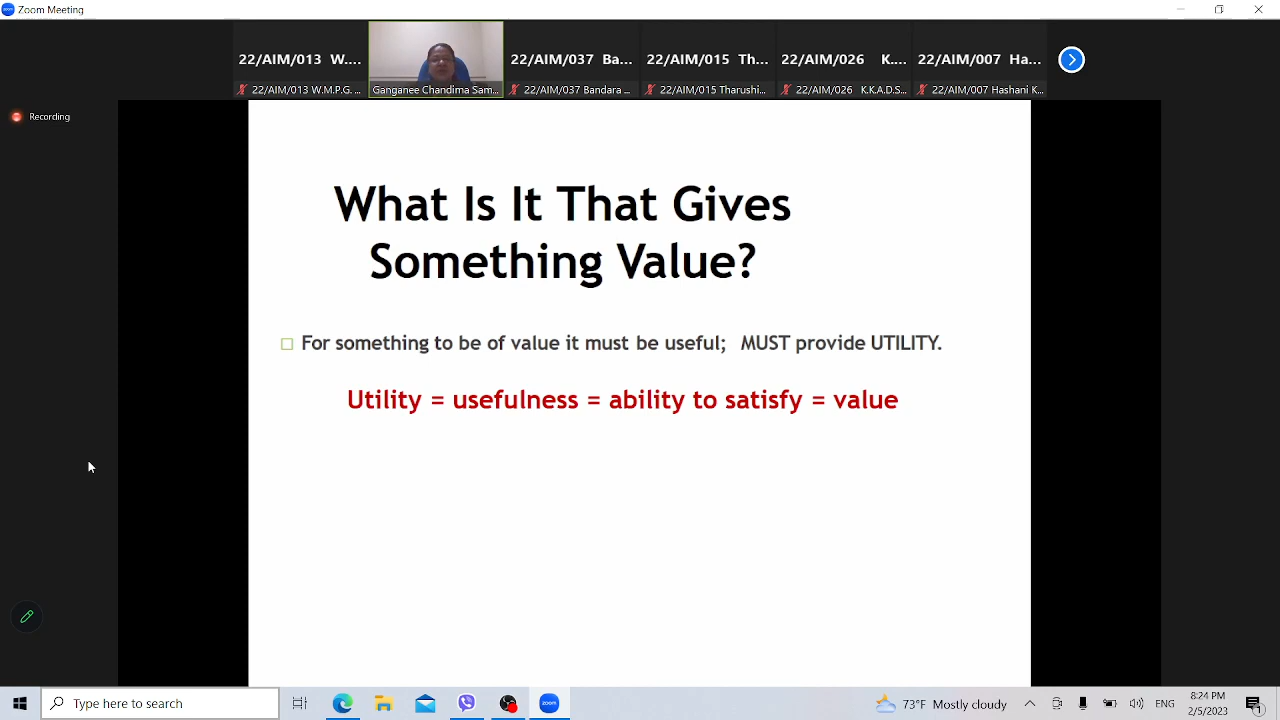 Zoom Meeting
22/AIM/013 W....
22/AIM/037 Ba...
22/AIM/015 Th...
22/AIM/026 K....
22/AIM/007 Ha...
22/AIM/013 W.M.P.G. ...
Ganganee Chandima Sam...
22/AIM/037 Bandara ...
22/AIM/015 Tharushi...
22/AIM/026 K.K.A.D.S...
22/AIM/007 Hashani K...
Recording
What Is It That Gives
Something Value?
For something to be of value it must be useful; MUST provide UTILITY.
Utility = usefulness = ability to satisfy = value
Type here to search
zoom
73°F Mostly cloudy
ENG
8:24 PM
2/5/2023
1